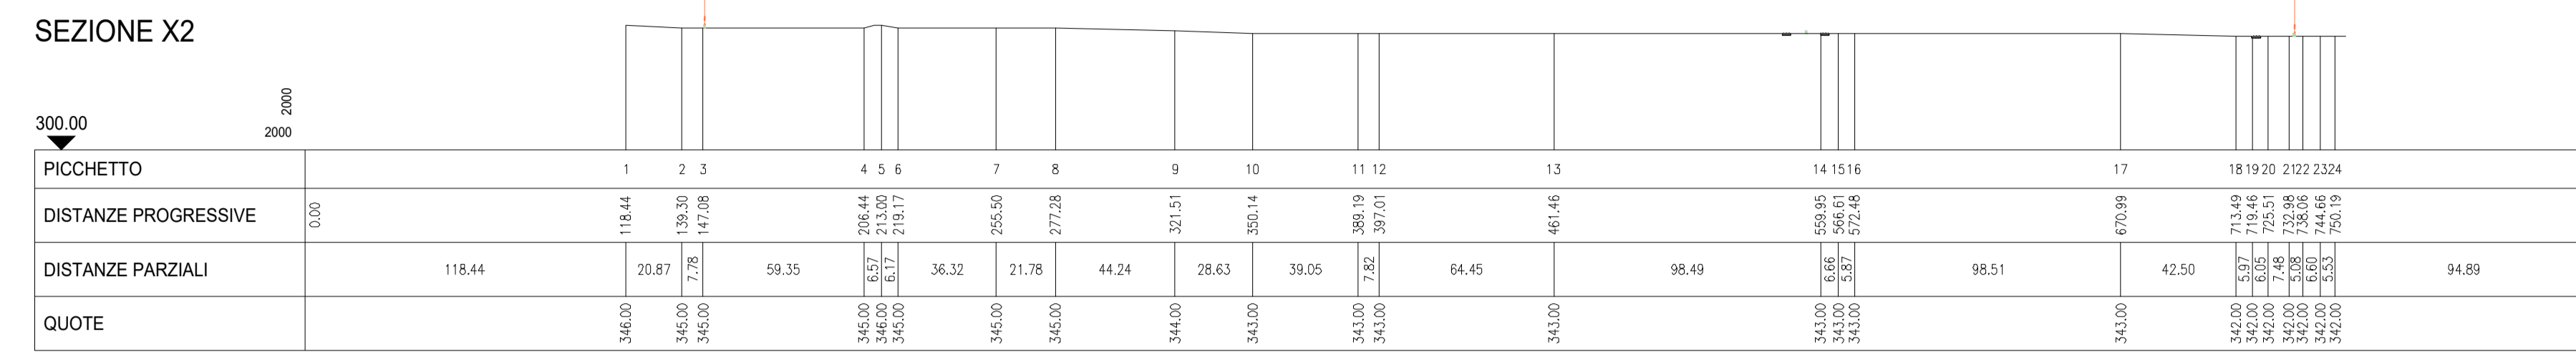 SEZIONE X2
2000
300.00
2000
PICCHETTO 1 2 3 4 5 6 7 8 9 10 11 12 13 14 15 16 17 18 19 20 21 22 23 24
DISTANZE PROGRESSIVE 0.00 118.44 139.30 147.08 206.44 213.00 219.17 255.50 277.28 321.51 350.14 389.19 397.01 461.46 559.95 566.61 572.48 670.99 713.49 719.46 725.51 732.98 738.06 744.66 750.19
DISTANZE PARZIALI 118.44 20.87 7.78 59.35 6.57 6.17 36.32 21.78 44.24 28.63 39.05 7.82 64.45 98.49 6.66 5.87 98.51 42.50 5.97 6.05 7.48 5.08 6.60 5.53 94.89
QUOTE 346.00 345.00 345.00 345.00 346.00 345.00 345.00 345.00 344.00 343.00 343.00 343.00 343.00 343.00 343.00 343.00 343.00 342.00 342.00 342.00 342.00 342.00 342.00 342.00